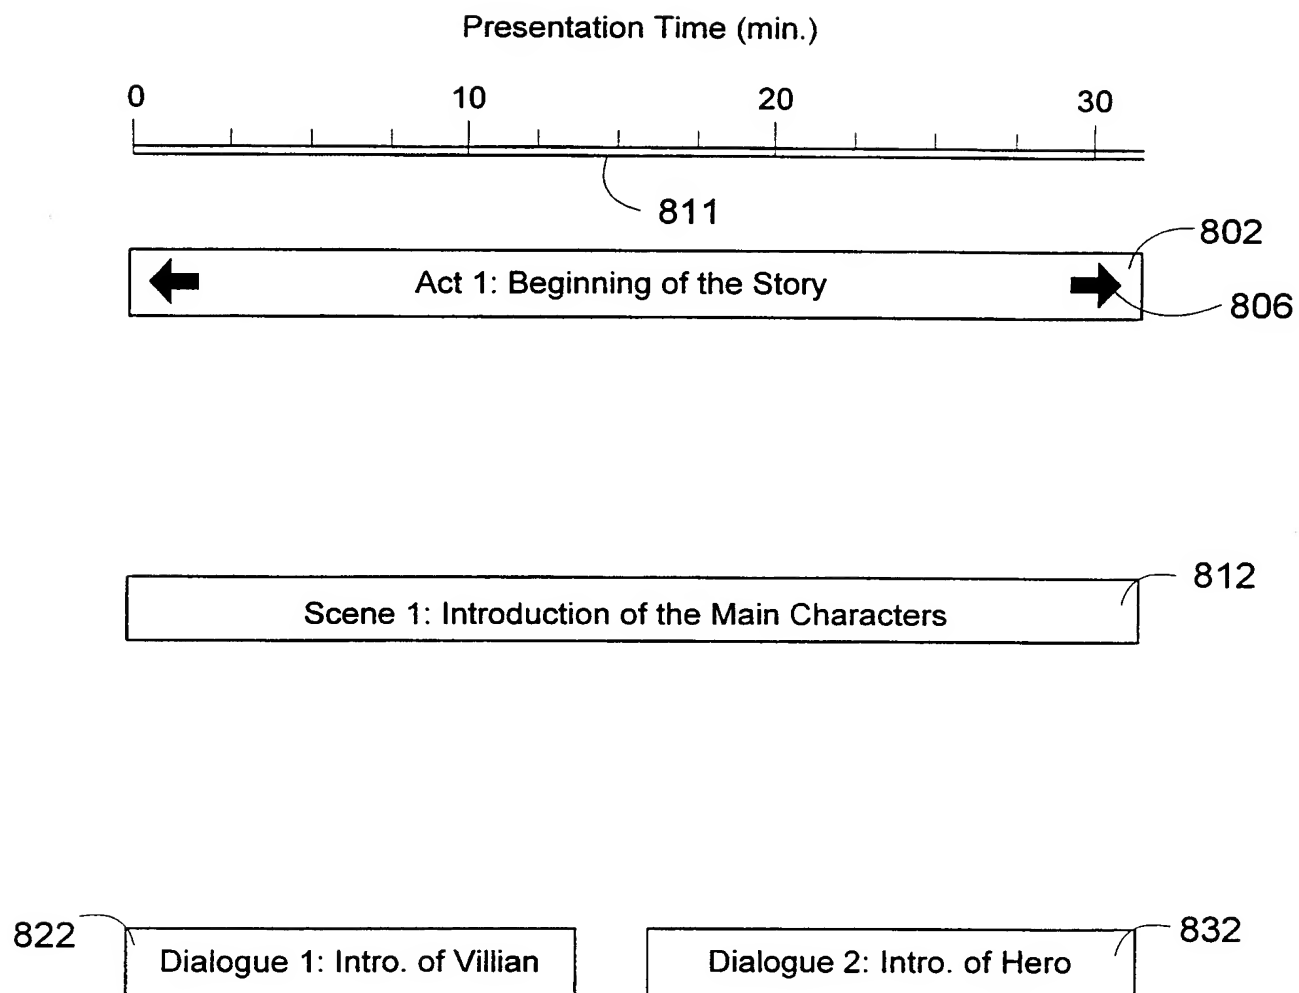 Presentation Time (min.)
0 10 20 30
811
802
Act 1: Beginning of the Story
806
812
Scene 1: Introduction of the Main Characters
822
832
Dialogue 1: Intro. of Villian
Dialogue 2: Intro. of Hero